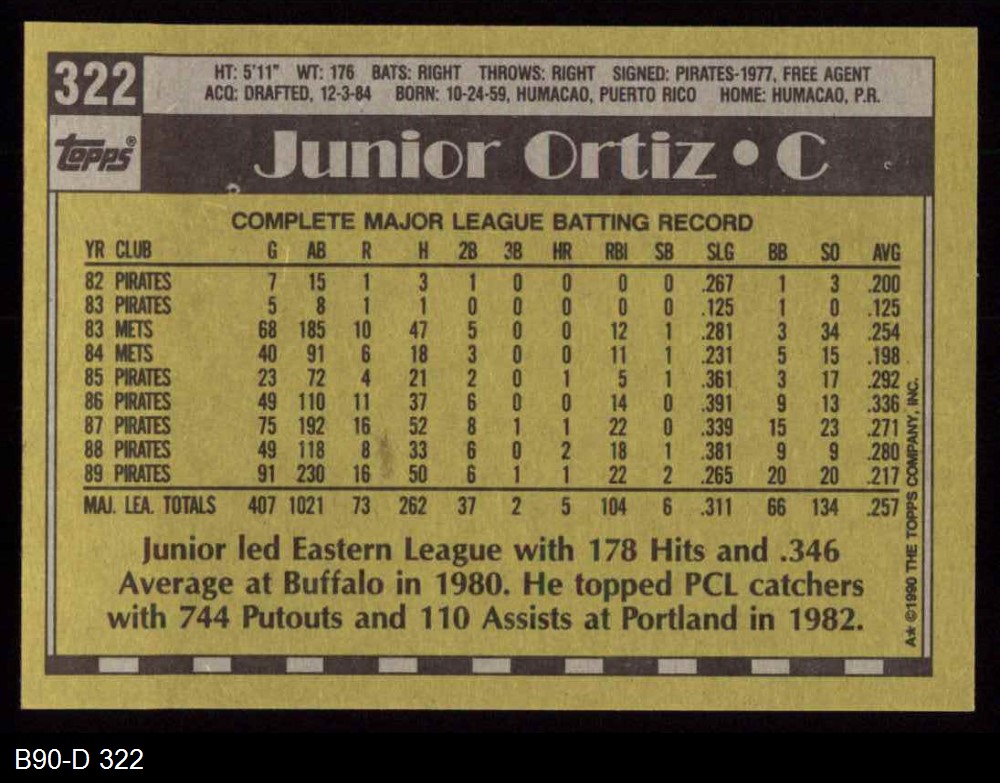 322
HT: 5'11" WT: 176 BATS: RIGHT THROWS: RIGHT SIGNED: PIRATES-1977, FREE AGENT
ACQ: DRAFTED, 12-3-84 BORN: 10-24-59, HUMACAO, PUERTO RICO HOME: HUMACAO, P.R.
topps®
Junior Ortiz • C
COMPLETE MAJOR LEAGUE BATTING RECORD
YR CLUB G AB R H 2B 3B HR RBI SB SLG BB SO AVG
82 PIRATES 7 15 1 3 1 0 0 0 0 .267 1 3 .200
83 PIRATES 5 8 1 1 0 0 0 0 0 .125 1 0 .125
83 METS 68 185 10 47 5 0 0 12 1 .281 3 34 .254
84 METS 40 91 6 18 3 0 0 11 1 .231 5 15 .198
85 PIRATES 23 72 4 21 2 0 1 5 1 .361 3 17 .292
86 PIRATES 49 110 11 37 6 0 0 14 0 .391 9 13 .336
87 PIRATES 75 192 16 52 8 1 1 22 0 .339 15 23 .271
88 PIRATES 49 118 8 33 6 0 2 18 1 .381 9 9 .280
89 PIRATES 91 230 16 50 6 1 1 22 2 .265 20 20 .217
MAJ. LEA. TOTALS 407 1021 73 262 37 2 5 104 6 .311 66 134 .257
Junior led Eastern League with 178 Hits and .346
Average at Buffalo in 1980. He topped PCL catchers
with 744 Putouts and 110 Assists at Portland in 1982.
A* ©1990 THE TOPPS COMPANY, INC.
B90-D 322